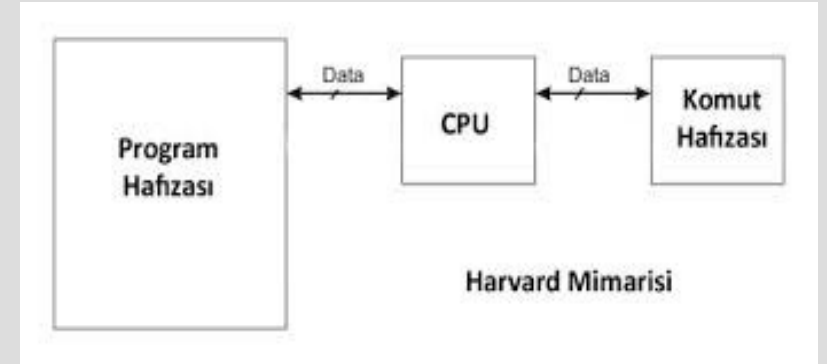 Program
Hafızası
Data
CPU
Data
Komut
Hafızası
Harvard Mimarisi